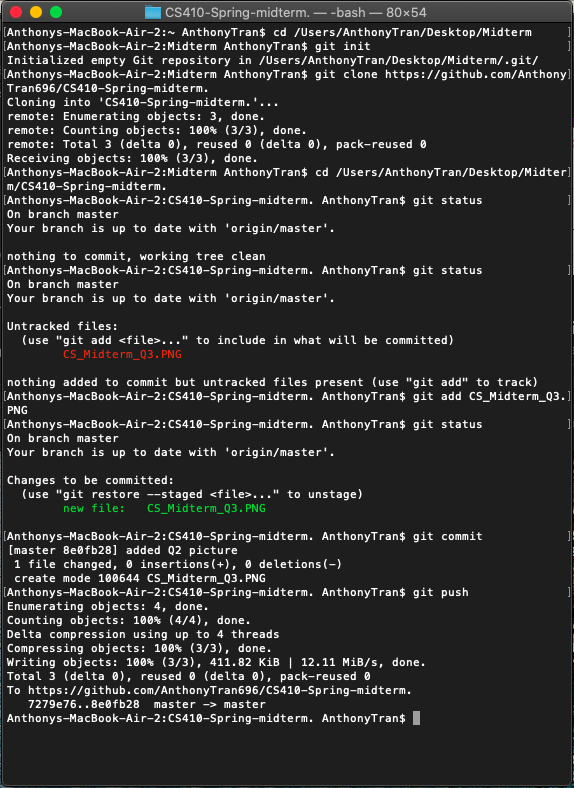 CS410-Spring-midterm. — -bash — 80×54
[Anthonys-MacBook-Air-2:~ AnthonyTran$ cd /Users/AnthonyTran/Desktop/Midterm ]
[Anthonys-MacBook-Air-2:Midterm AnthonyTran$ git init ]
Initialized empty Git repository in /Users/AnthonyTran/Desktop/Midterm/.git/
[Anthonys-MacBook-Air-2:Midterm AnthonyTran$ git clone https://github.com/Anthony]
Tran696/CS410-Spring-midterm.
Cloning into 'CS410-Spring-midterm.'...
remote: Enumerating objects: 3, done.
remote: Counting objects: 100% (3/3), done.
remote: Total 3 (delta 0), reused 0 (delta 0), pack-reused 0
Receiving objects: 100% (3/3), done.
[Anthonys-MacBook-Air-2:Midterm AnthonyTran$ cd /Users/AnthonyTran/Desktop/Midter]
m/CS410-Spring-midterm.
[Anthonys-MacBook-Air-2:CS410-Spring-midterm. AnthonyTran$ git status ]
On branch master
Your branch is up to date with 'origin/master'.
nothing to commit, working tree clean
[Anthonys-MacBook-Air-2:CS410-Spring-midterm. AnthonyTran$ git status ]
On branch master
Your branch is up to date with 'origin/master'.
Untracked files:
(use "git add <file>..." to include in what will be committed)
CS_Midterm_Q3.PNG
nothing added to commit but untracked files present (use "git add" to track)
[Anthonys-MacBook-Air-2:CS410-Spring-midterm. AnthonyTran$ git add CS_Midterm_Q3.]
PNG
[Anthonys-MacBook-Air-2:CS410-Spring-midterm. AnthonyTran$ git status ]
On branch master
Your branch is up to date with 'origin/master'.
Changes to be committed:
(use "git restore --staged <file>..." to unstage)
new file:   CS_Midterm_Q3.PNG
[Anthonys-MacBook-Air-2:CS410-Spring-midterm. AnthonyTran$ git commit ]
[master 8e0fb28] added Q2 picture
1 file changed, 0 insertions(+), 0 deletions(-)
create mode 100644 CS_Midterm_Q3.PNG
[Anthonys-MacBook-Air-2:CS410-Spring-midterm. AnthonyTran$ git push ]
Enumerating objects: 4, done.
Counting objects: 100% (4/4), done.
Delta compression using up to 4 threads
Compressing objects: 100% (3/3), done.
Writing objects: 100% (3/3), 411.82 KiB | 12.11 MiB/s, done.
Total 3 (delta 0), reused 0 (delta 0), pack-reused 0
To https://github.com/AnthonyTran696/CS410-Spring-midterm.
7279e76..8e0fb28  master -> master
Anthonys-MacBook-Air-2:CS410-Spring-midterm. AnthonyTran$